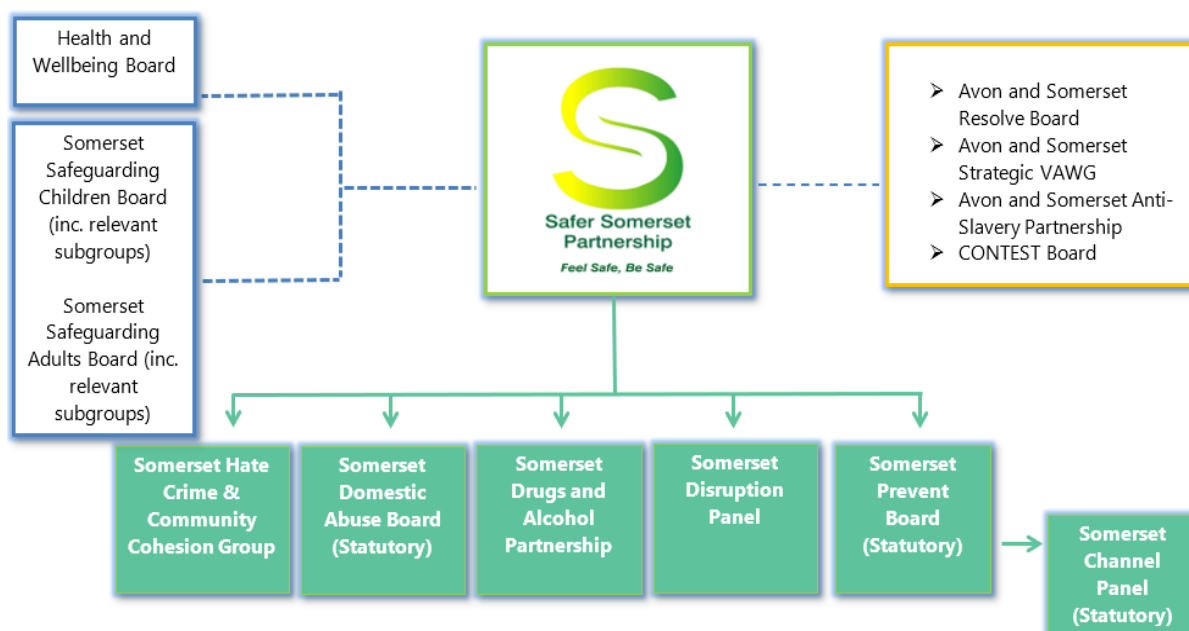 Health and
Wellbeing Board
Somerset
Safeguarding
Children Board
(inc. relevant
subgroups)
Somerset
Safeguarding
Adults Board (inc.
relevant
subgroups)
Safer Somerset
Partnership
Feel Safe, Be Safe
➢ Avon and Somerset
Resolve Board
➢ Avon and Somerset
Strategic VAWG
➢ Avon and Somerset Anti-
Slavery Partnership
➢ CONTEST Board
Somerset Hate
Crime &
Community
Cohesion Group
Somerset
Domestic
Abuse Board
(Statutory)
Somerset
Drugs and
Alcohol
Partnership
Somerset
Disruption
Panel
Somerset
Prevent
Board
(Statutory)
Somerset
Channel
Panel
(Statutory)